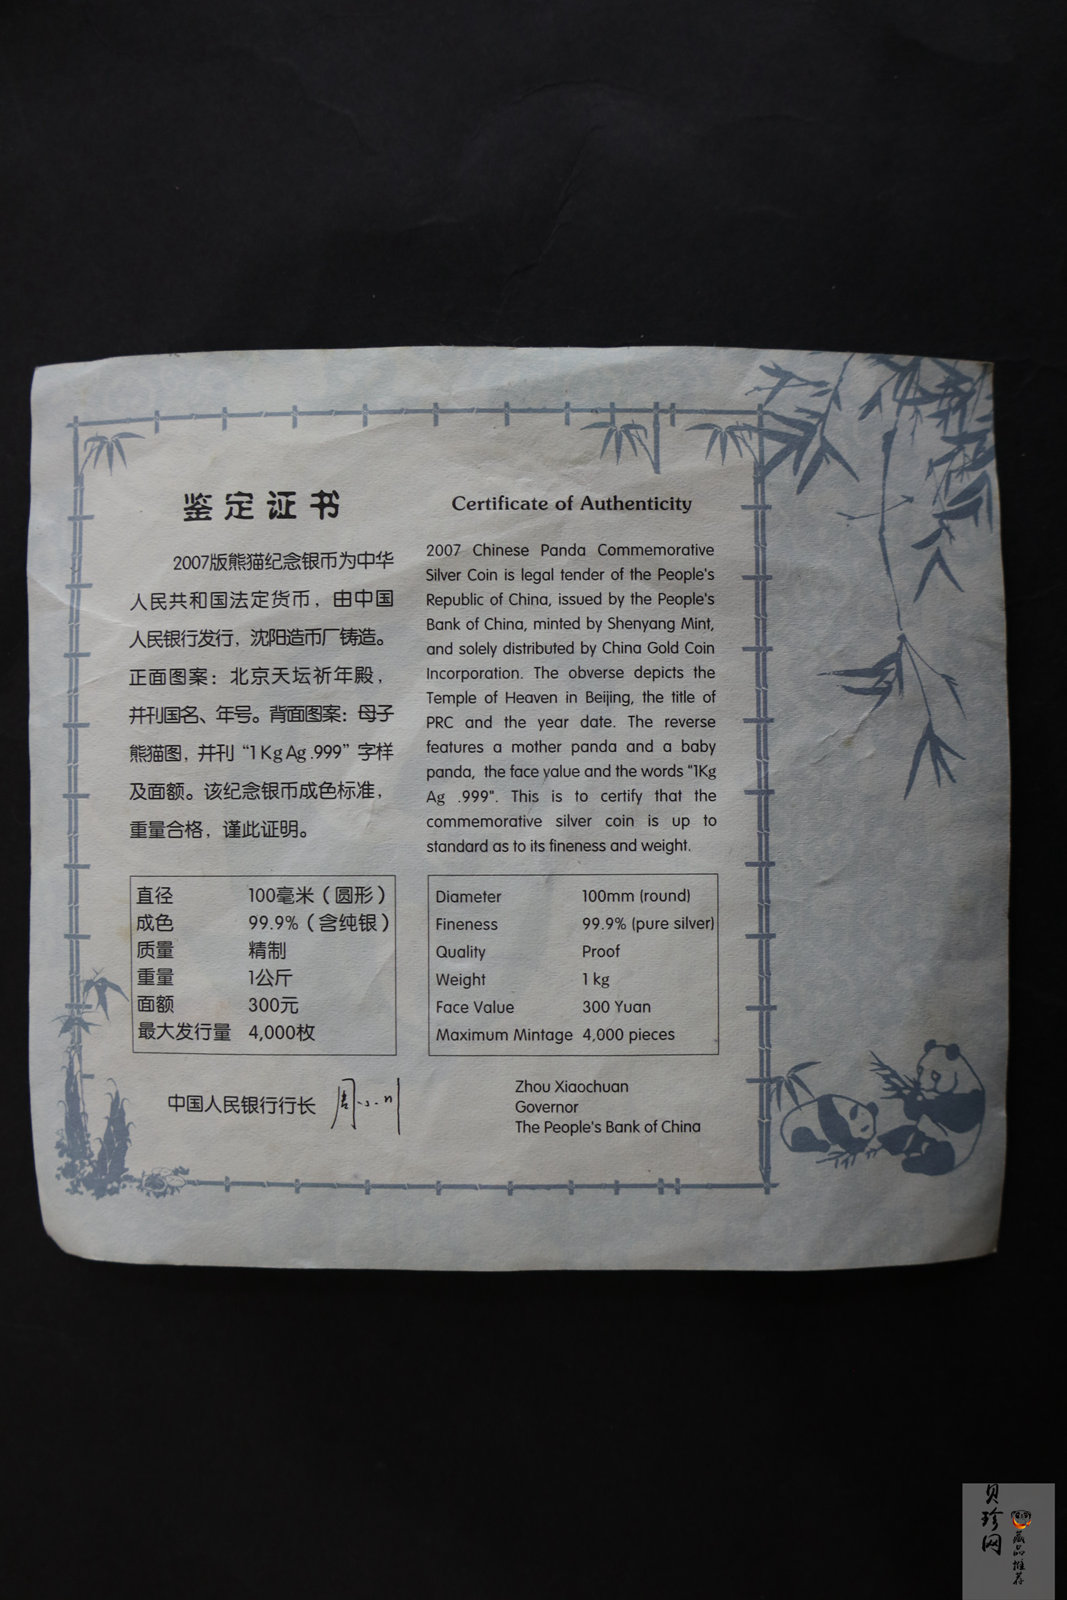 鉴定证书
2007版熊猫纪念银币为中华
人民共和国法定货币，由中国
人民银行发行，沈阳造币厂铸造。
正面图案：北京天坛祈年殿，
并刊国名、年号。背面图案：母子
熊猫图，并刊“1Kg Ag .999”字样
及面额。该纪念银币成色标准，
重量合格，谨此证明。
直径 100毫米（圆形）
成色 99.9%（含纯银）
质量 精制
重量 1公斤
面额 300元
最大发行量 4,000枚
中国人民银行行长 周小川
Certificate of Authenticity
2007 Chinese Panda Commemorative
Silver Coin is legal tender of the People's
Republic of China, issued by the People's
Bank of China, minted by Shenyang Mint,
and solely distributed by China Gold Coin
Incorporation. The obverse depicts the
Temple of Heaven in Beijing, the title of
PRC and the year date. The reverse
features a mother panda and a baby
panda, the face value and the words "1Kg
Ag .999". This is to certify that the
commemorative silver coin is up to
standard as to its fineness and weight.
Diameter 100mm (round)
Fineness 99.9% (pure silver)
Quality Proof
Weight 1 kg
Face Value 300 Yuan
Maximum Mintage 4,000 pieces
Zhou Xiaochuan
Governor
The People's Bank of China
贝珍网
藏品推荐